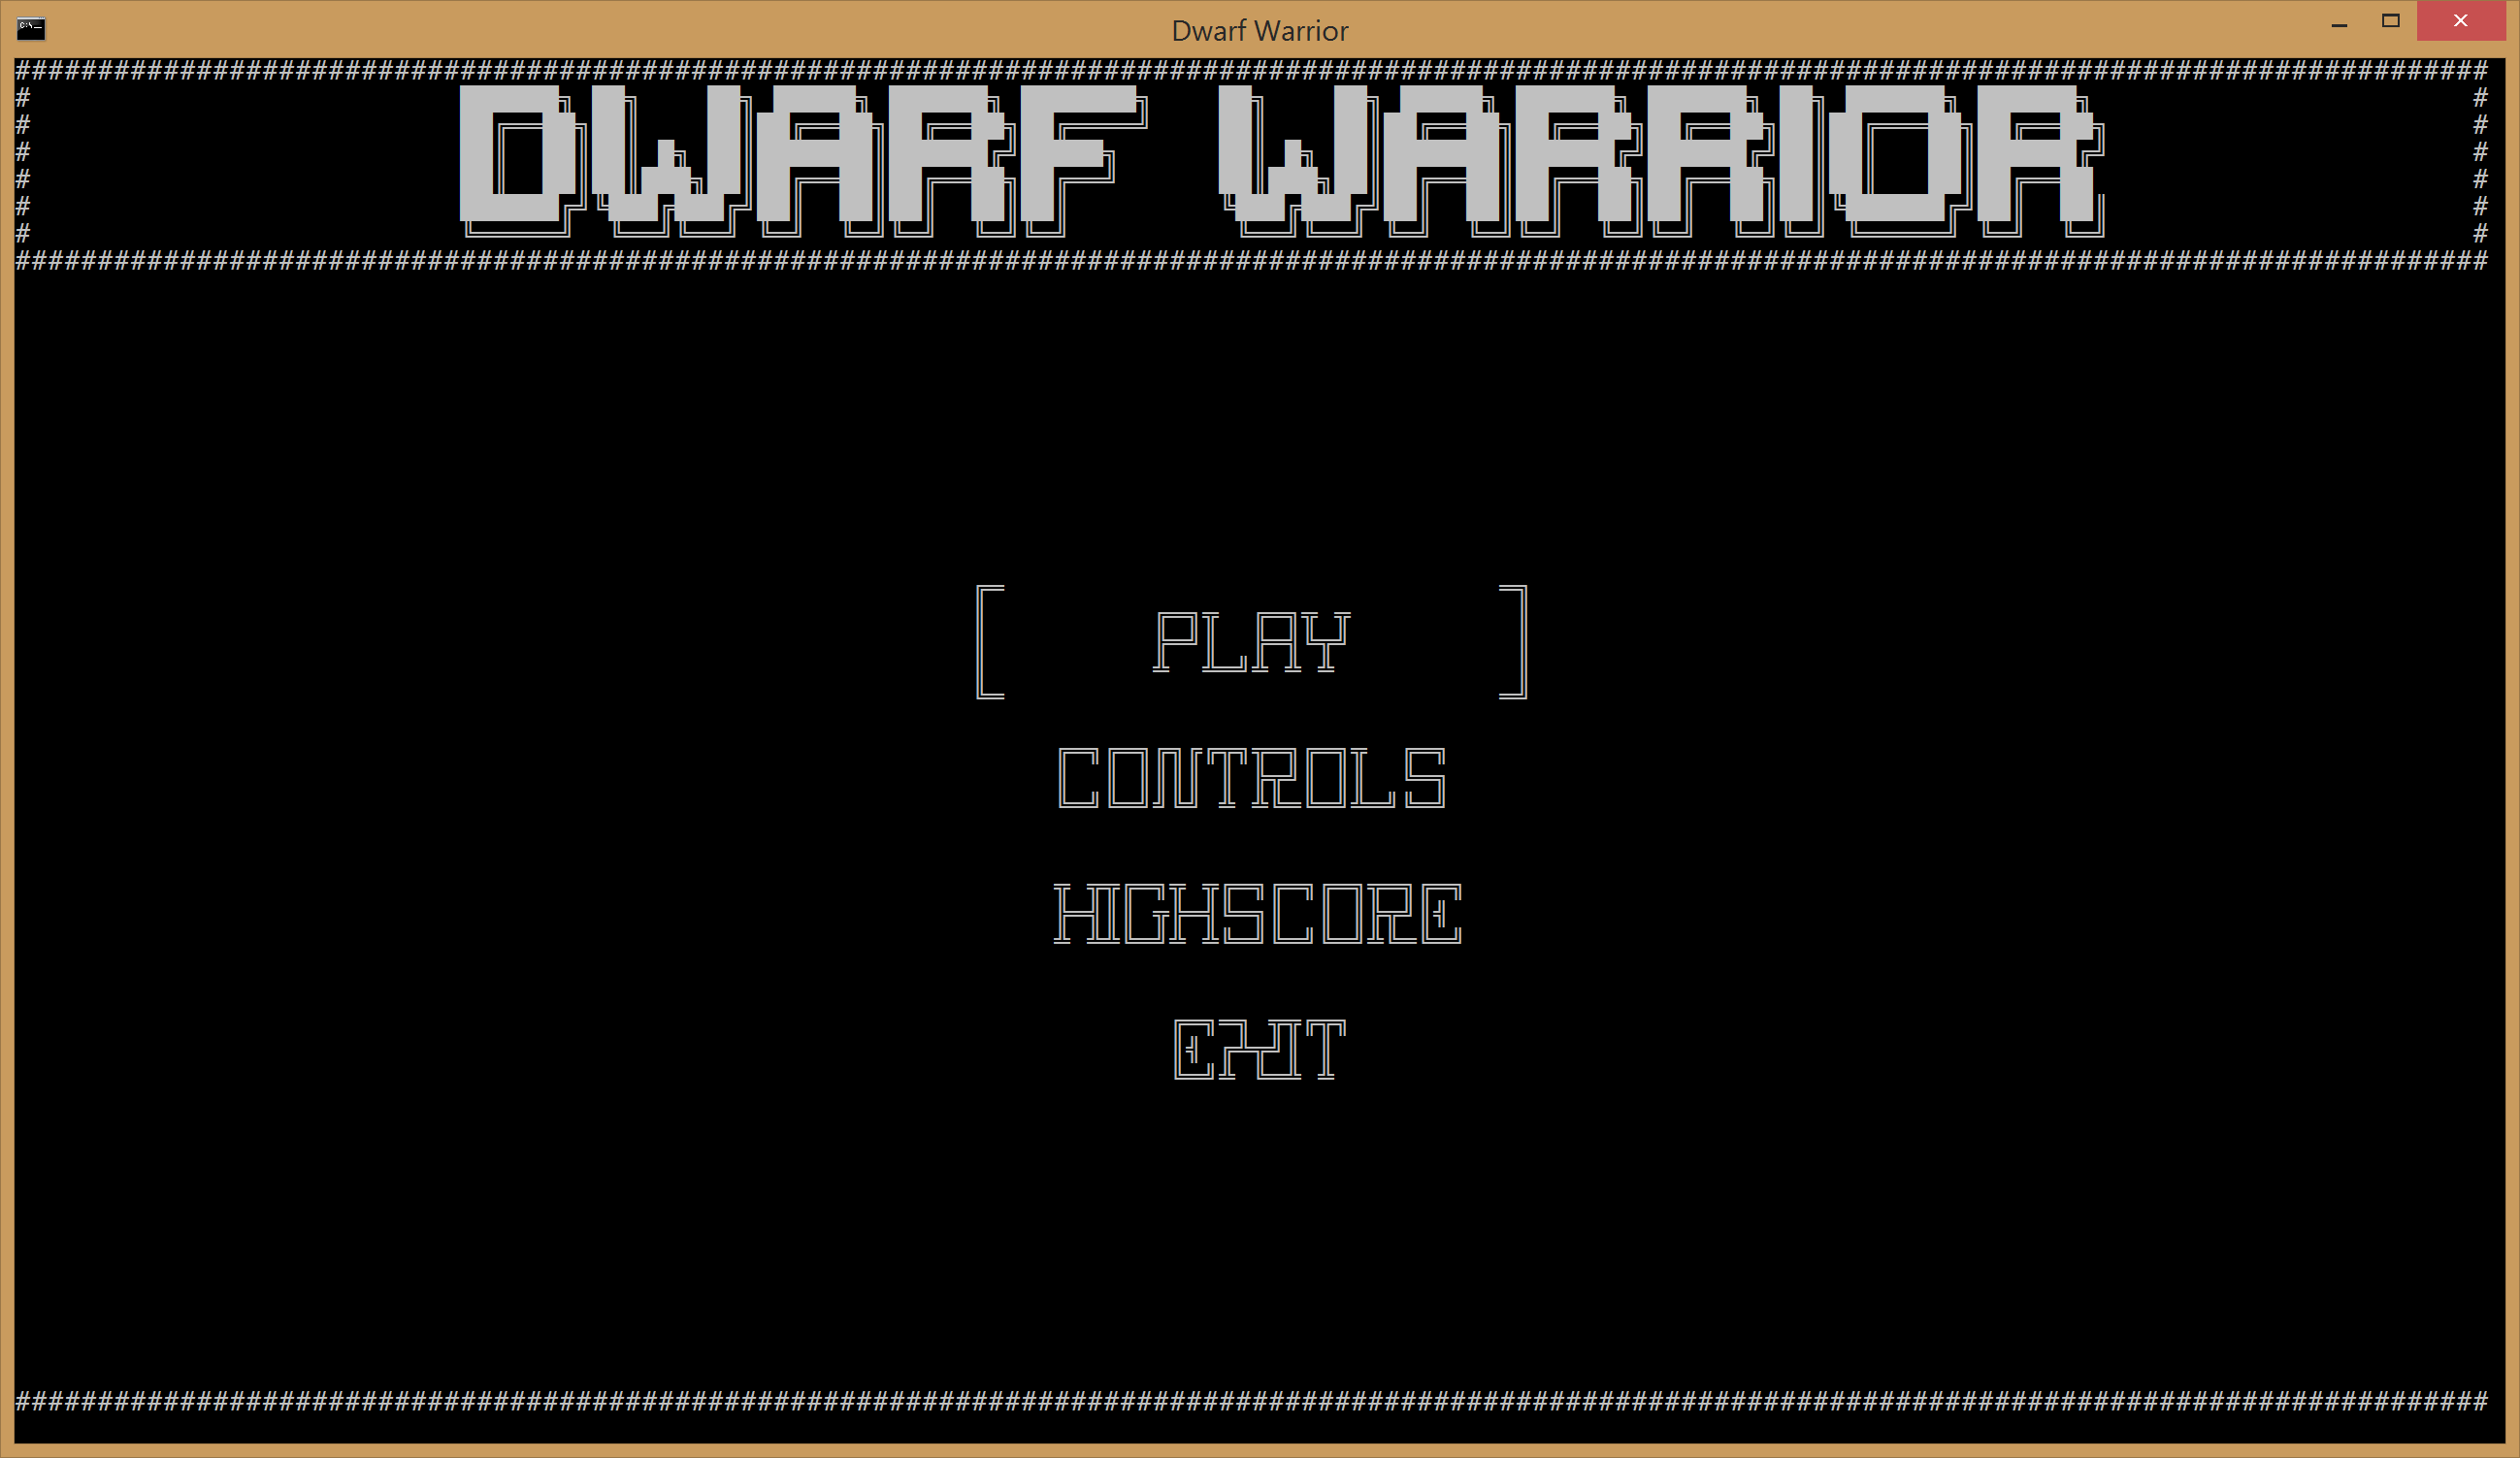 Dwarf Warrior
DWARF WARRIOR
PLAY
CONTROLS
HIGHSCORE
EXIT